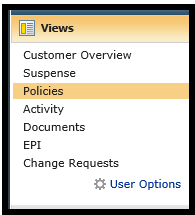 Views
Customer Overview
Suspense
Policies
Activity
Documents
EPI
Change Requests
User Options